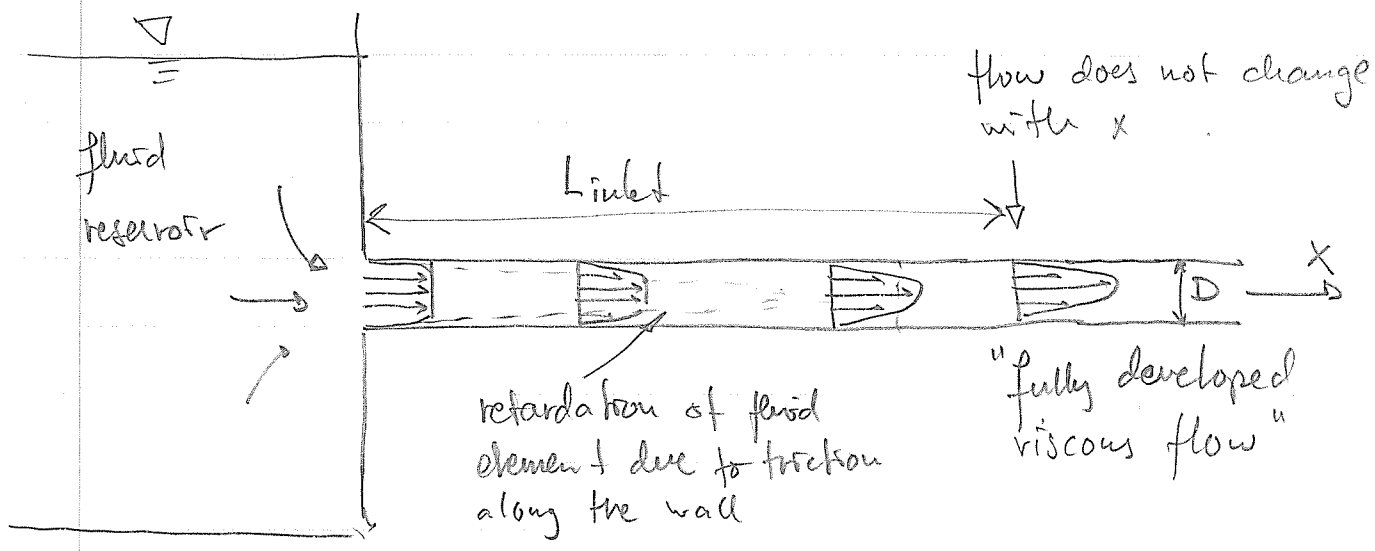 flow does not change
with x
fluid
reservoir
Linlet
X
D
retardation of fluid
element due to friction
along the wall
"fully developed
viscous flow"